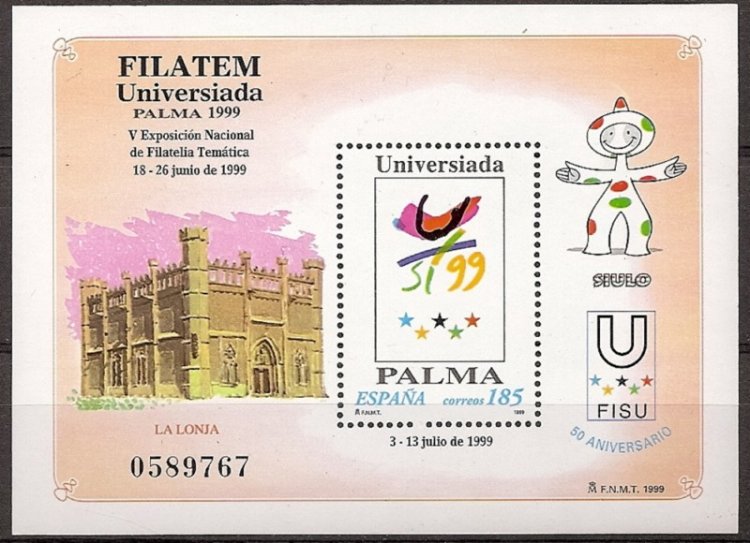 FILATEM
Universiada
PALMA 1999
V Exposición Nacional
de Filatelia Temática
18 - 26 junio de 1999
LA LONJA
0589767
Universiada
U
SI'99
PALMA
ESPAÑA correos 185
F.N.M.T. 1999
3 - 13 julio de 1999
SIULO
U
FISU
50 ANIVERSARIO
M F.N.M.T. 1999